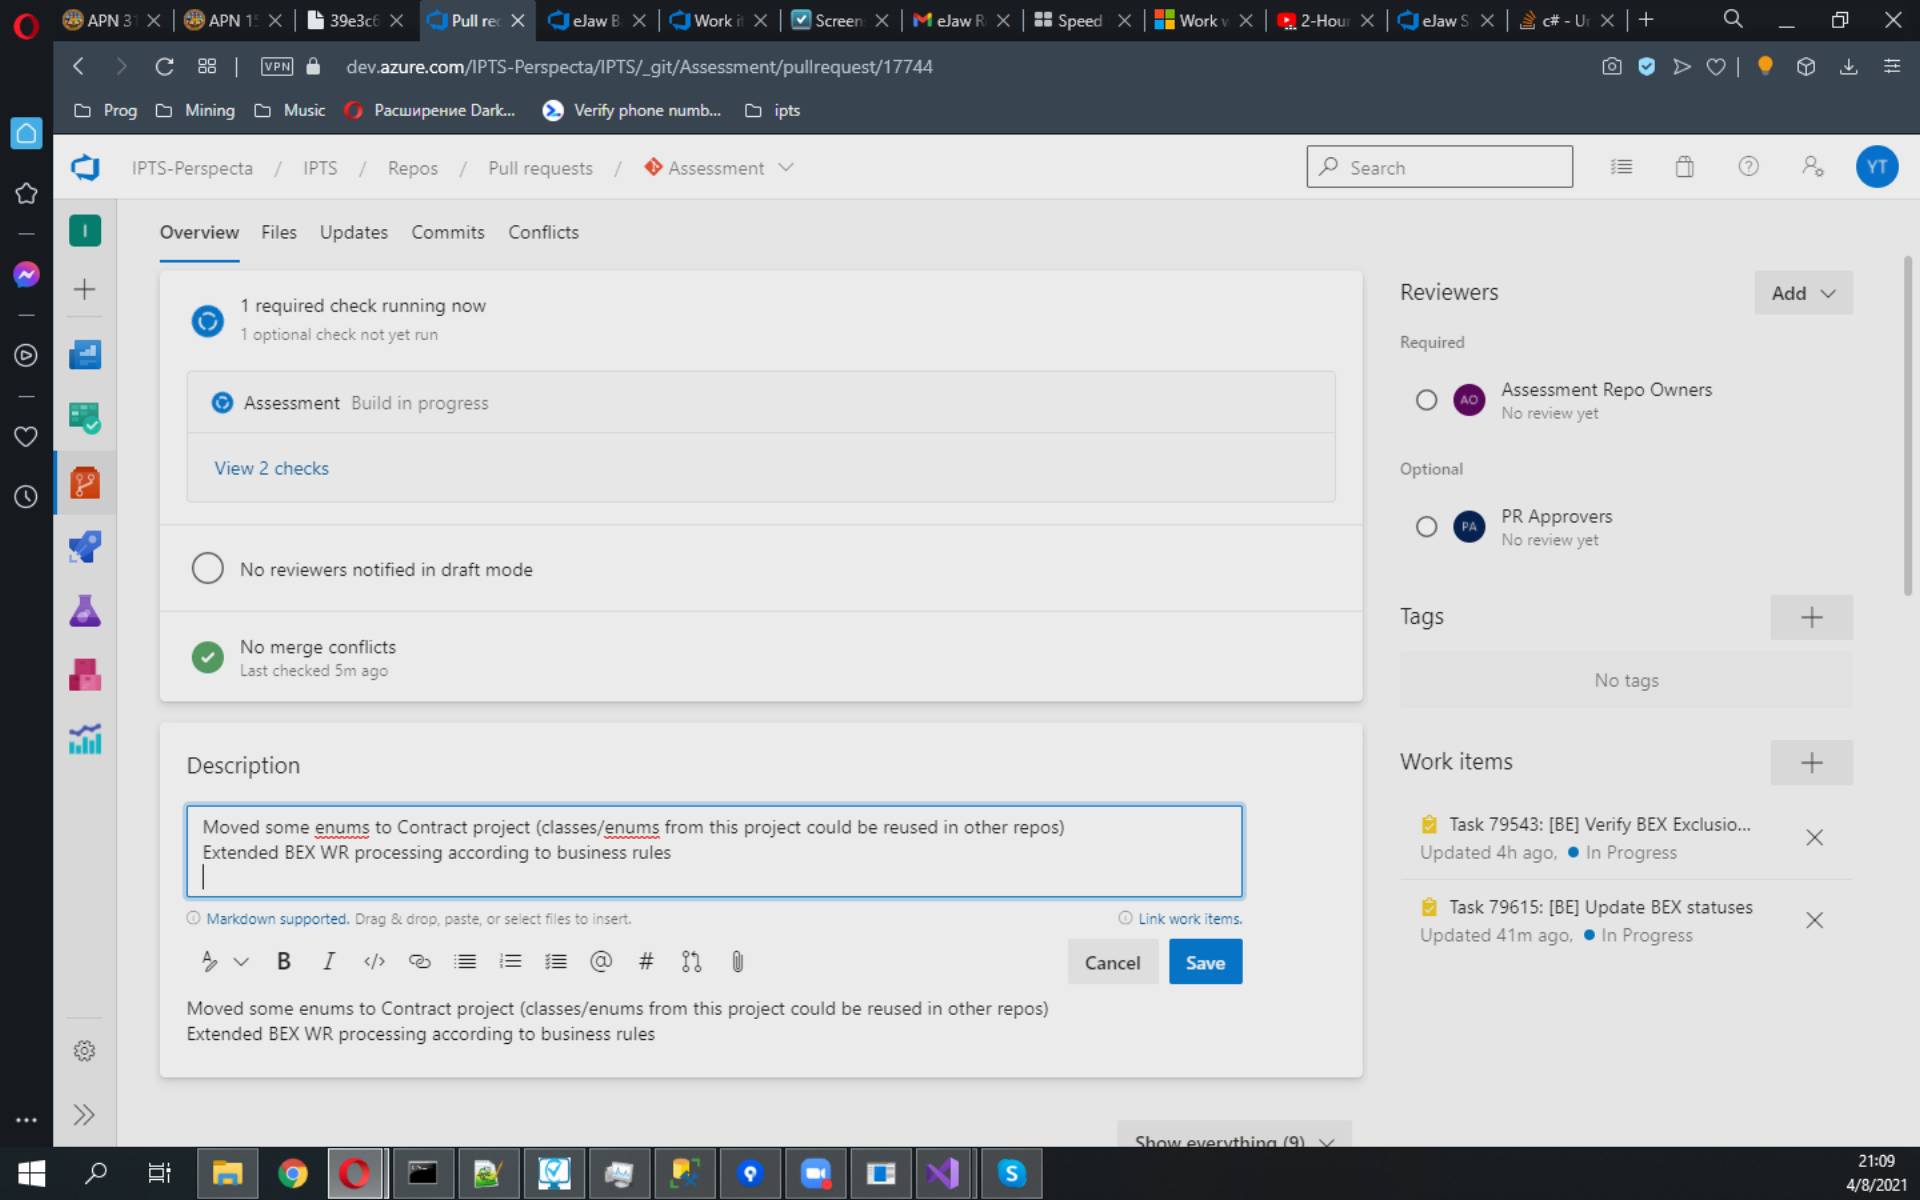 APN 31
APN 1
39e3c6
Pull rec
eJaw B
Work i
Screen
eJaw R
Speed
Work v
2-Hour
eJaw S
c# - U
VPN
dev.azure.com/IPTS-Perspecta/IPTS/_git/Assessment/pullrequest/17744
Prog
Mining
Music
Расширение Dark...
Verify phone numb...
ipts
IPTS-Perspecta / IPTS / Repos / Pull requests / Assessment
Search
YT
I
Overview
Files
Updates
Commits
Conflicts
1 required check running now
1 optional check not yet run
Assessment Build in progress
View 2 checks
No reviewers notified in draft mode
No merge conflicts
Last checked 5m ago
Description
Moved some enums to Contract project (classes/enums from this project could be reused in other repos)
Extended BEX WR processing according to business rules
Markdown supported. Drag & drop, paste, or select files to insert.
Link work items.
B I </> @ #
Cancel
Save
Moved some enums to Contract project (classes/enums from this project could be reused in other repos)
Extended BEX WR processing according to business rules
Show everything (9)
Reviewers
Add
Required
AO
Assessment Repo Owners
No review yet
Optional
PA
PR Approvers
No review yet
Tags
No tags
Work items
Task 79543: [BE] Verify BEX Exclusio...
Updated 4h ago, In Progress
Task 79615: [BE] Update BEX statuses
Updated 41m ago, In Progress
21:09
4/8/2021